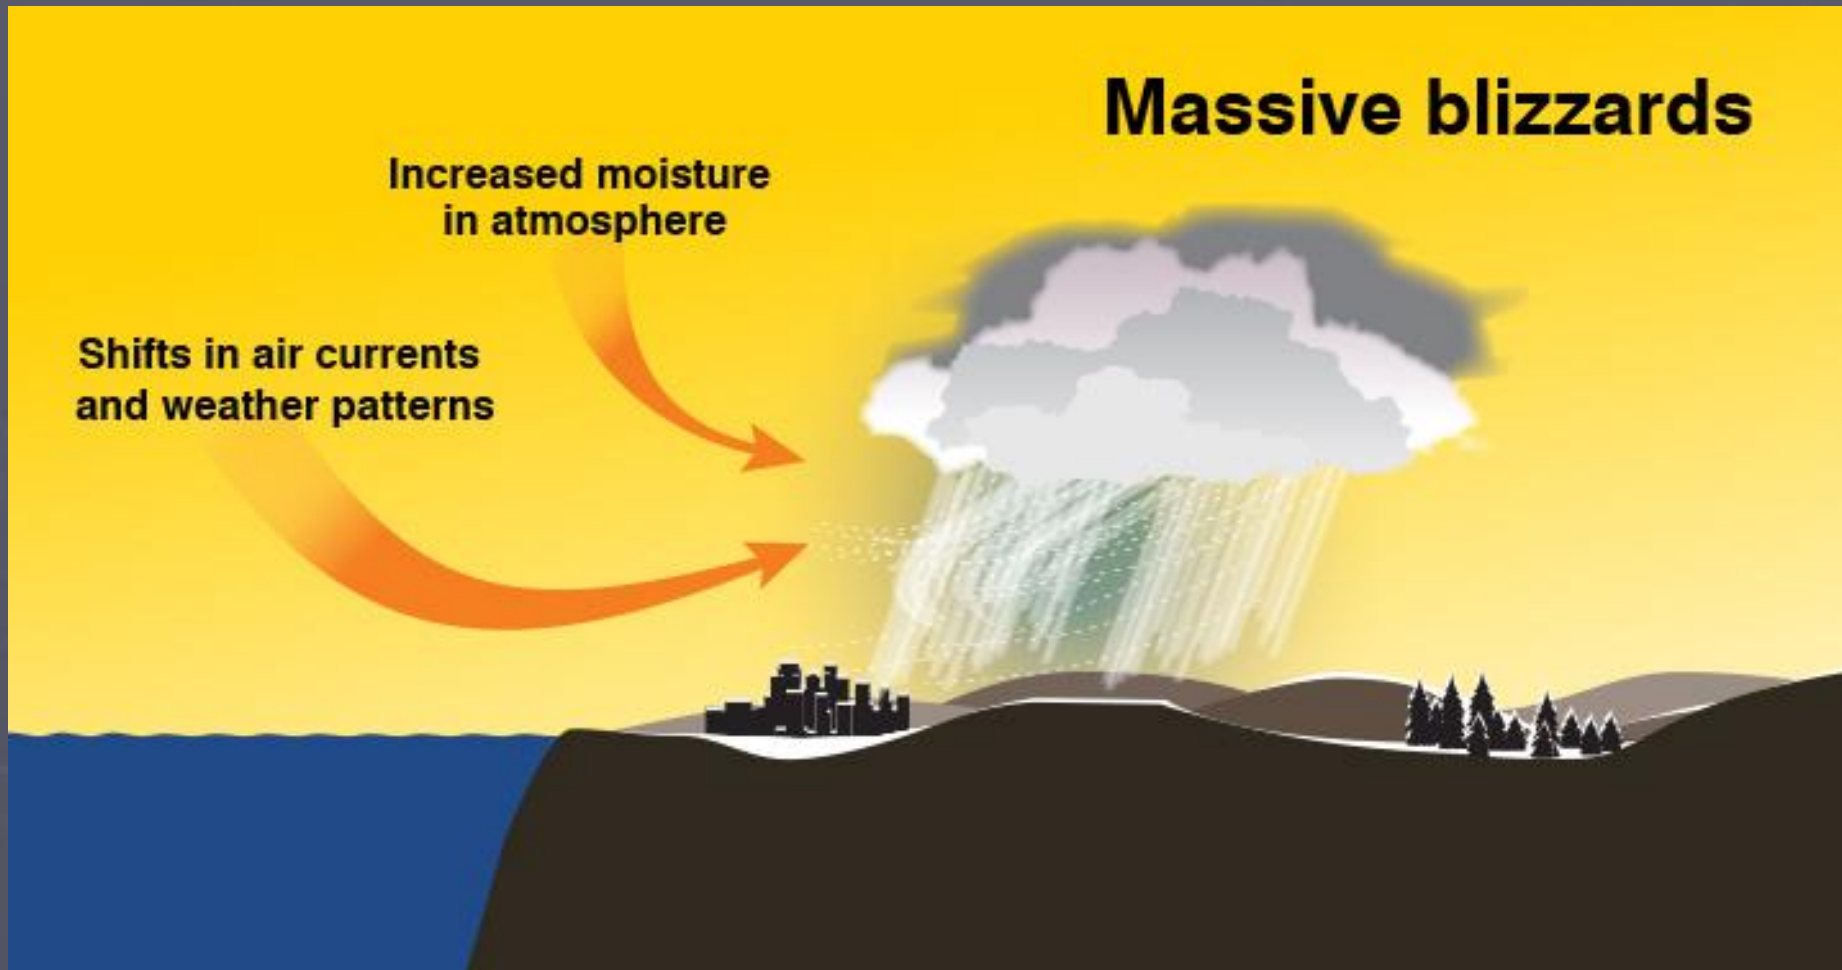 Massive blizzards
Increased moisture
in atmosphere
Shifts in air currents
and weather patterns